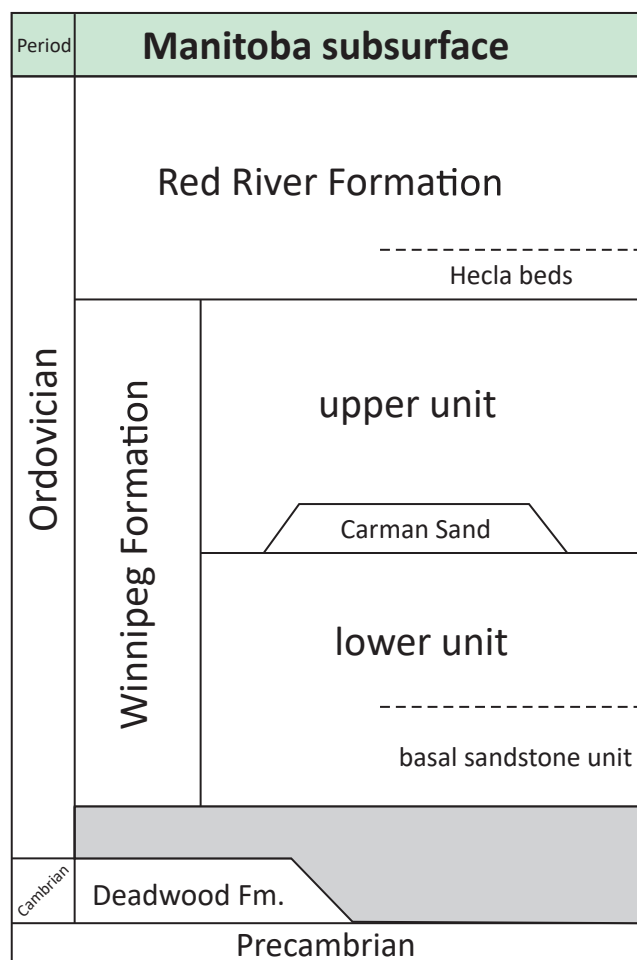 Period
Manitoba subsurface
Ordovician
Red River Formation
Hecla beds
Winnipeg Formation
upper unit
Carman Sand
lower unit
basal sandstone unit
Cambrian
Deadwood Fm.
Precambrian